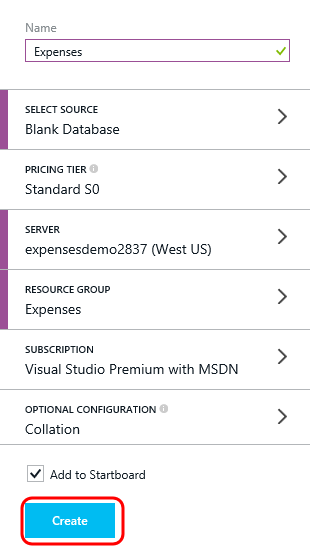 Name
Expenses
SELECT SOURCE
Blank Database
PRICING TIER
Standard S0
SERVER
expensesdemo2837 (West US)
RESOURCE GROUP
Expenses
SUBSCRIPTION
Visual Studio Premium with MSDN
OPTIONAL CONFIGURATION
Collation
Add to Startboard
Create